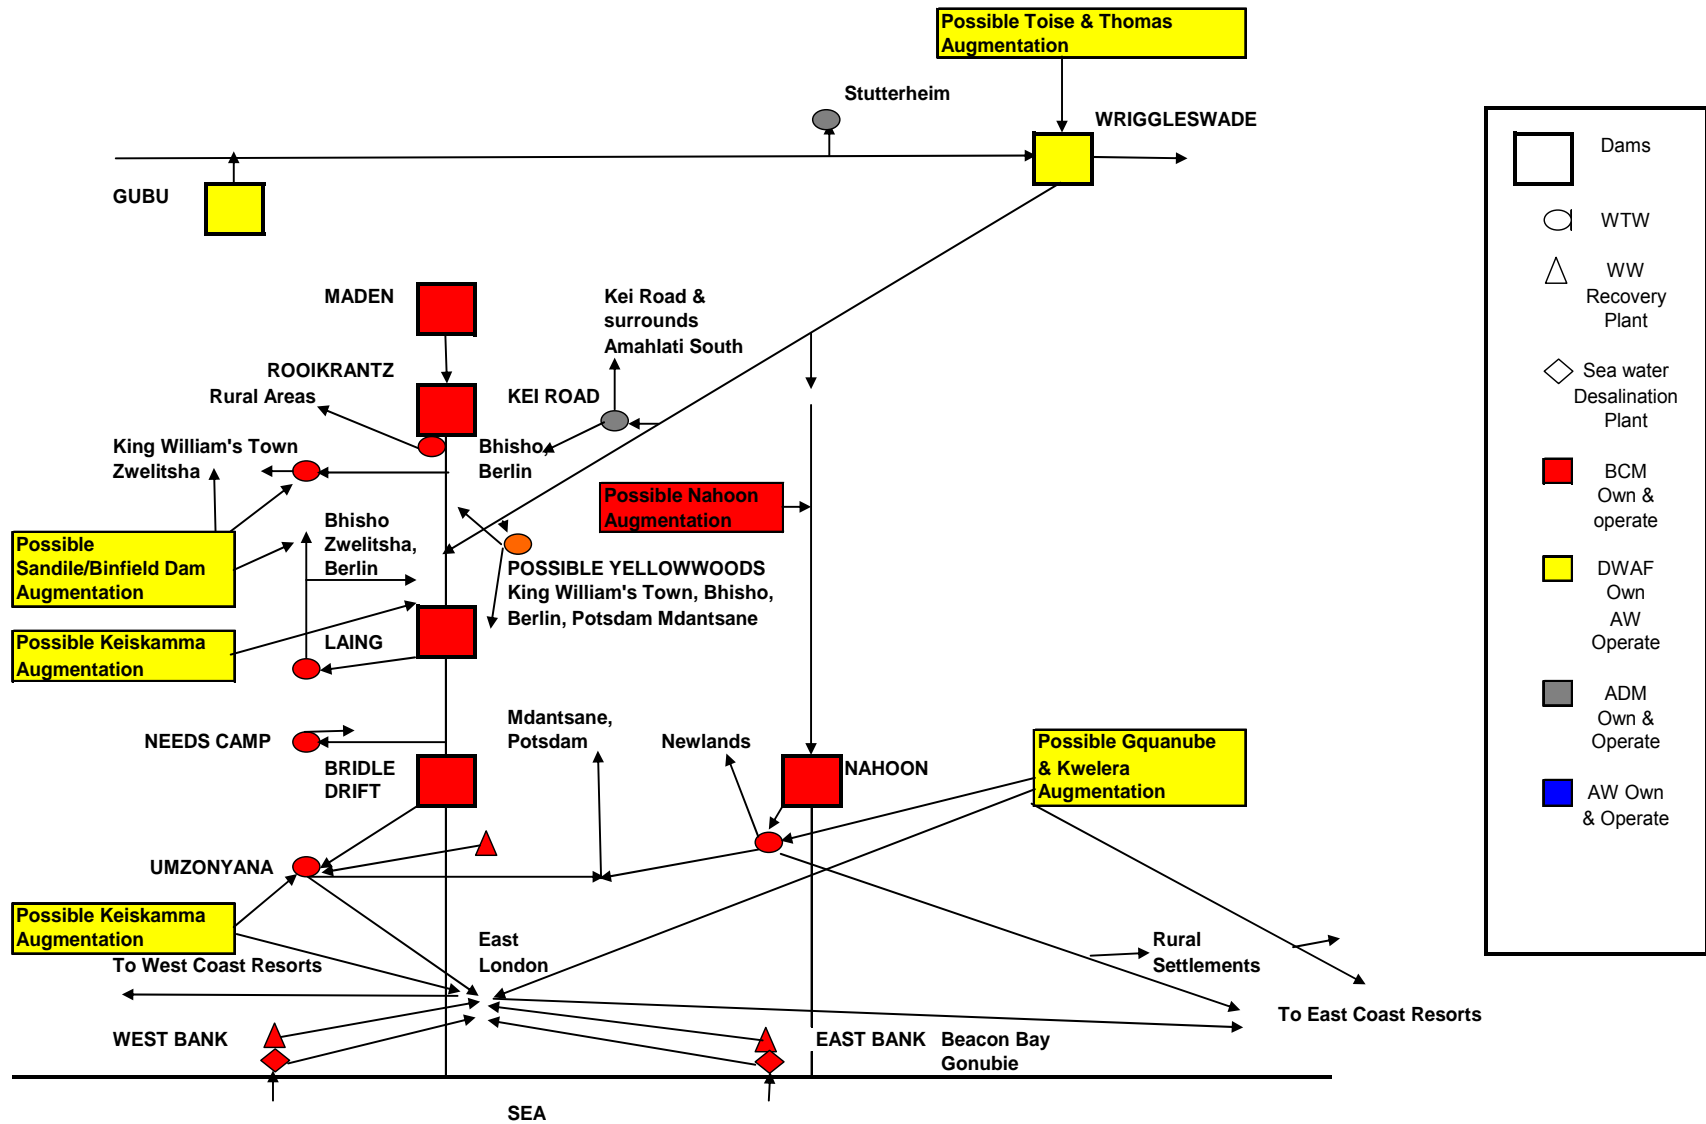 Possible Toise & Thomas
Augmentation
Stutterheim
WRIGGLESWADE
GUBU
MADEN
Kei Road &
surrounds
Amahlati South
ROOIKRANTZ
Rural Areas
KEI ROAD
King William's Town
Zwelitsha
Bhisho,
Berlin
Possible Nahoon
Augmentation
Bhisho
Zwelitsha,
Berlin
Possible
Sandile/Binfield Dam
Augmentation
POSSIBLE YELLOWWOODS
King William's Town, Bhisho,
Berlin, Potsdam Mdantsane
Possible Keiskamma
Augmentation
LAING
Mdantsane,
Potsdam
NEEDS CAMP
Newlands
BRIDLE
DRIFT
NAHOON
Possible Gquanube
& Kwelera
Augmentation
UMZONYANA
Possible Keiskamma
Augmentation
East
London
To West Coast Resorts
Rural
Settlements
To East Coast Resorts
WEST BANK
EAST BANK
Beacon Bay
Gonubie
SEA
Dams
WTW
WW
Recovery
Plant
Sea water
Desalination
Plant
BCM
Own &
operate
DWAF
Own
AW
Operate
ADM
Own &
Operate
AW Own
& Operate